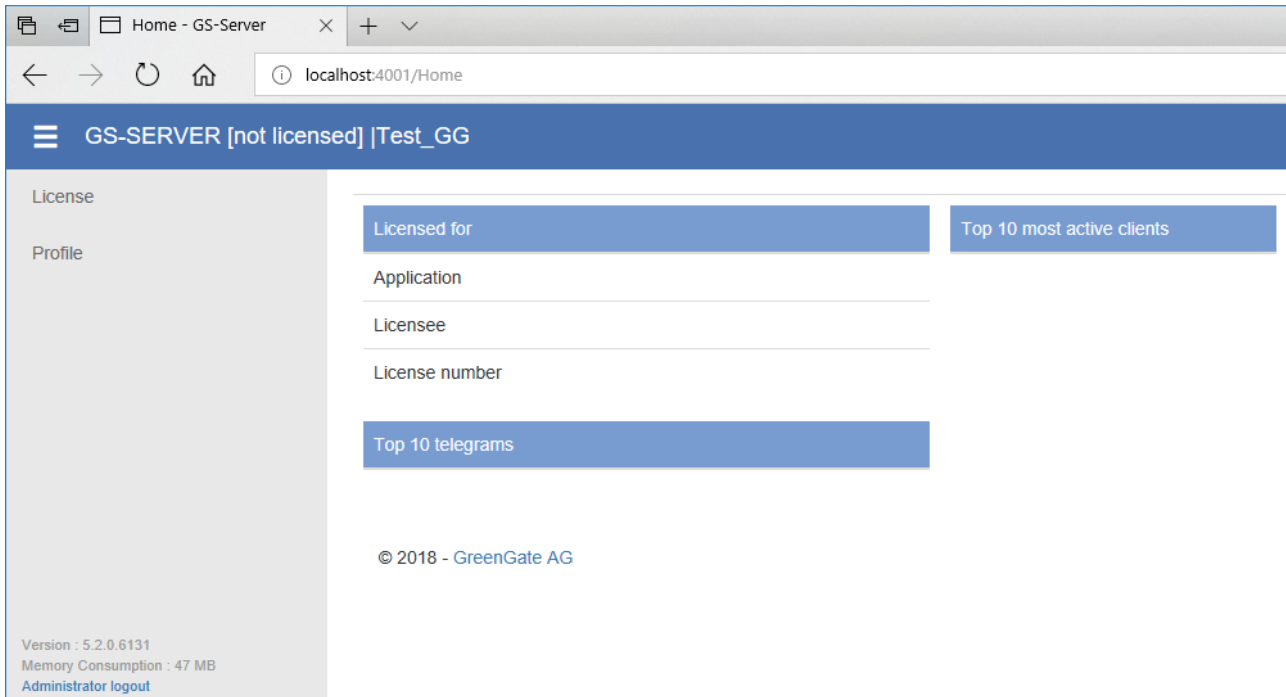 Home - GS-Server
localhost:4001/Home
GS-SERVER [not licensed] |Test_GG
License
Profile
Licensed for
Application
Licensee
License number
Top 10 telegrams
Top 10 most active clients
© 2018 - GreenGate AG
Version : 5.2.0.6131
Memory Consumption : 47 MB
Administrator logout